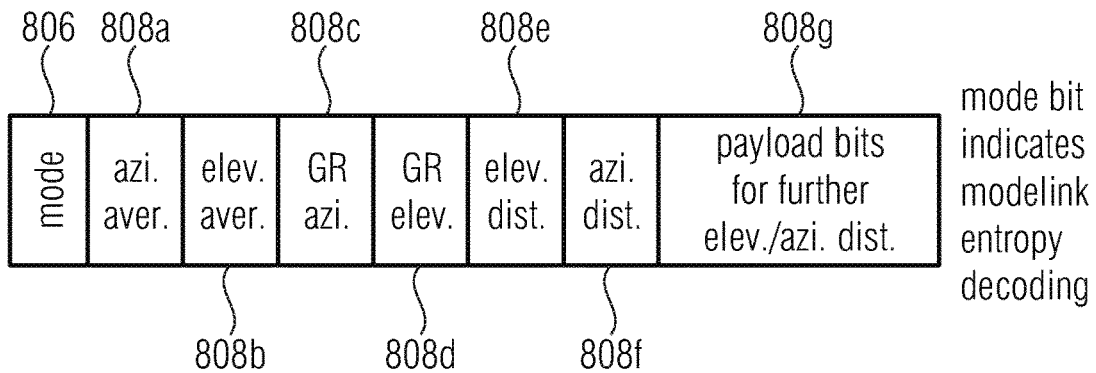 806 808a 808c 808e 808g
mode
azi. aver.
elev. aver.
GR azi.
GR elev.
elev. dist.
azi. dist.
payload bits
for further
elev./azi. dist.
mode bit
indicates
modelink
entropy
decoding
808b 808d 808f